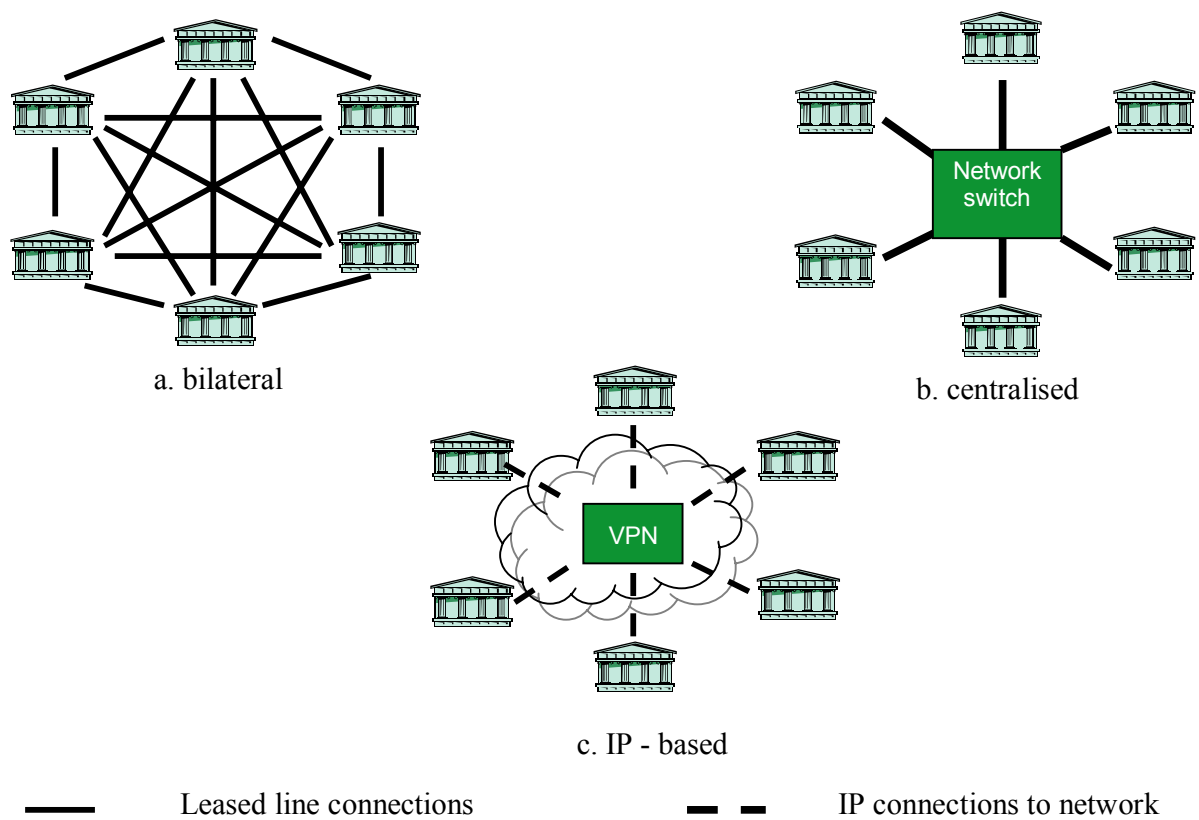 Network
switch
a. bilateral
b. centralised
VPN
c. IP - based
Leased line connections
IP connections to network